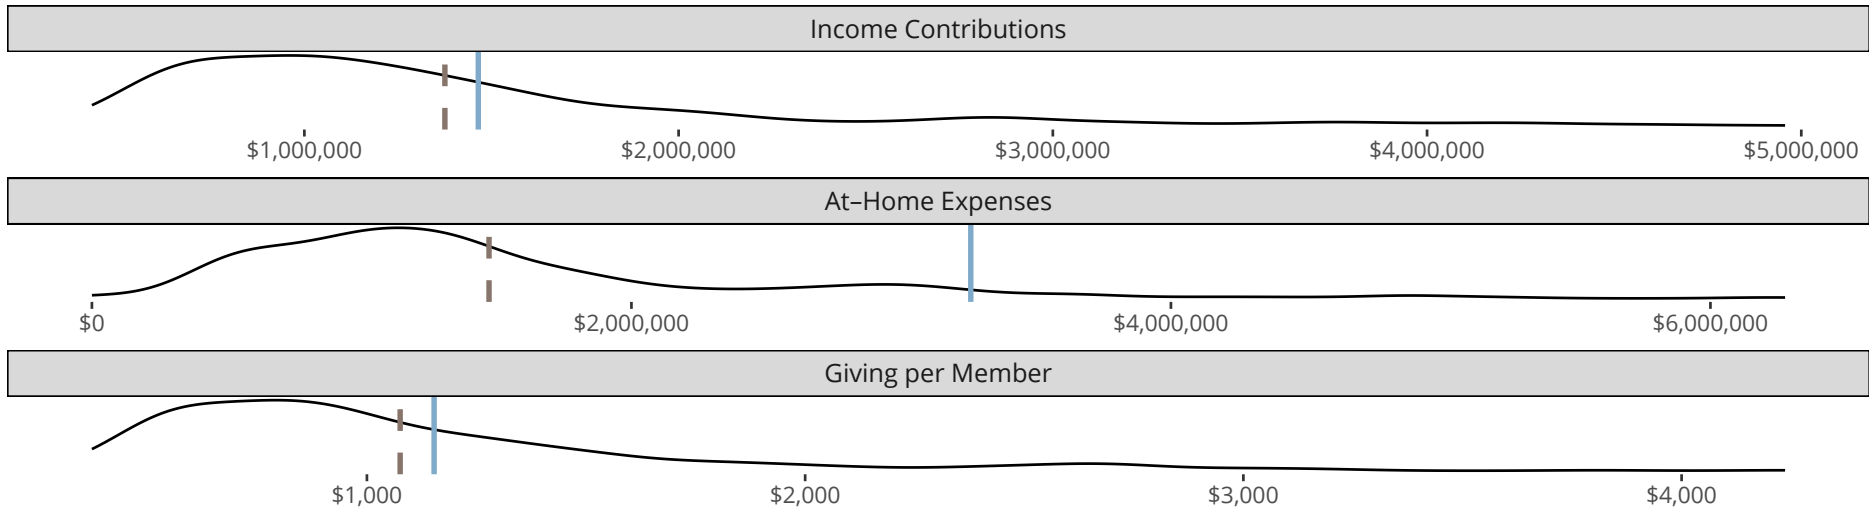 Income Contributions
$1,000,000 $2,000,000 $3,000,000 $4,000,000 $5,000,000
At–Home Expenses
$0 $2,000,000 $4,000,000 $6,000,000
Giving per Member
$1,000 $2,000 $3,000 $4,000